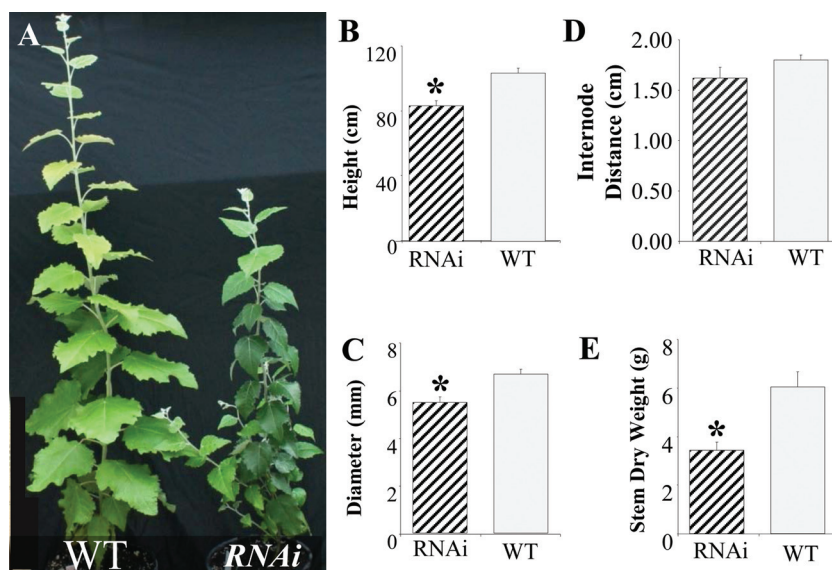 A
WT
RNAi
B
120
80
40
0
Height (cm)
*
RNAi
WT
D
2.00
1.50
1.00
0.50
0.00
Internode
Distance (cm)
RNAi
WT
C
8
6
4
2
0
Diameter (mm)
*
RNAi
WT
E
8
6
4
2
0
Stem Dry Weight (g)
*
RNAi
WT